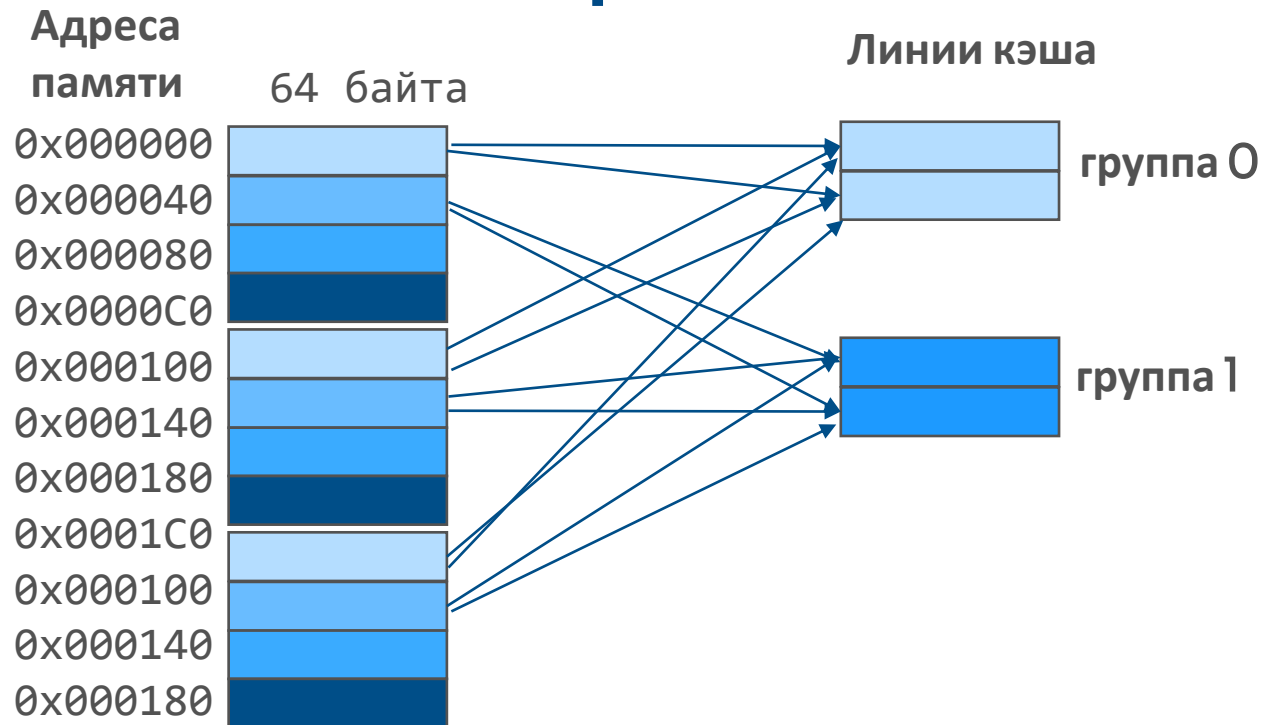 Адреса
памяти
64 байта
Линии кэша
0x000000
0x000040
0x000080
0x0000C0
0x000100
0x000140
0x000180
0x0001C0
0x000100
0x000140
0x000180
группа 0
группа 1